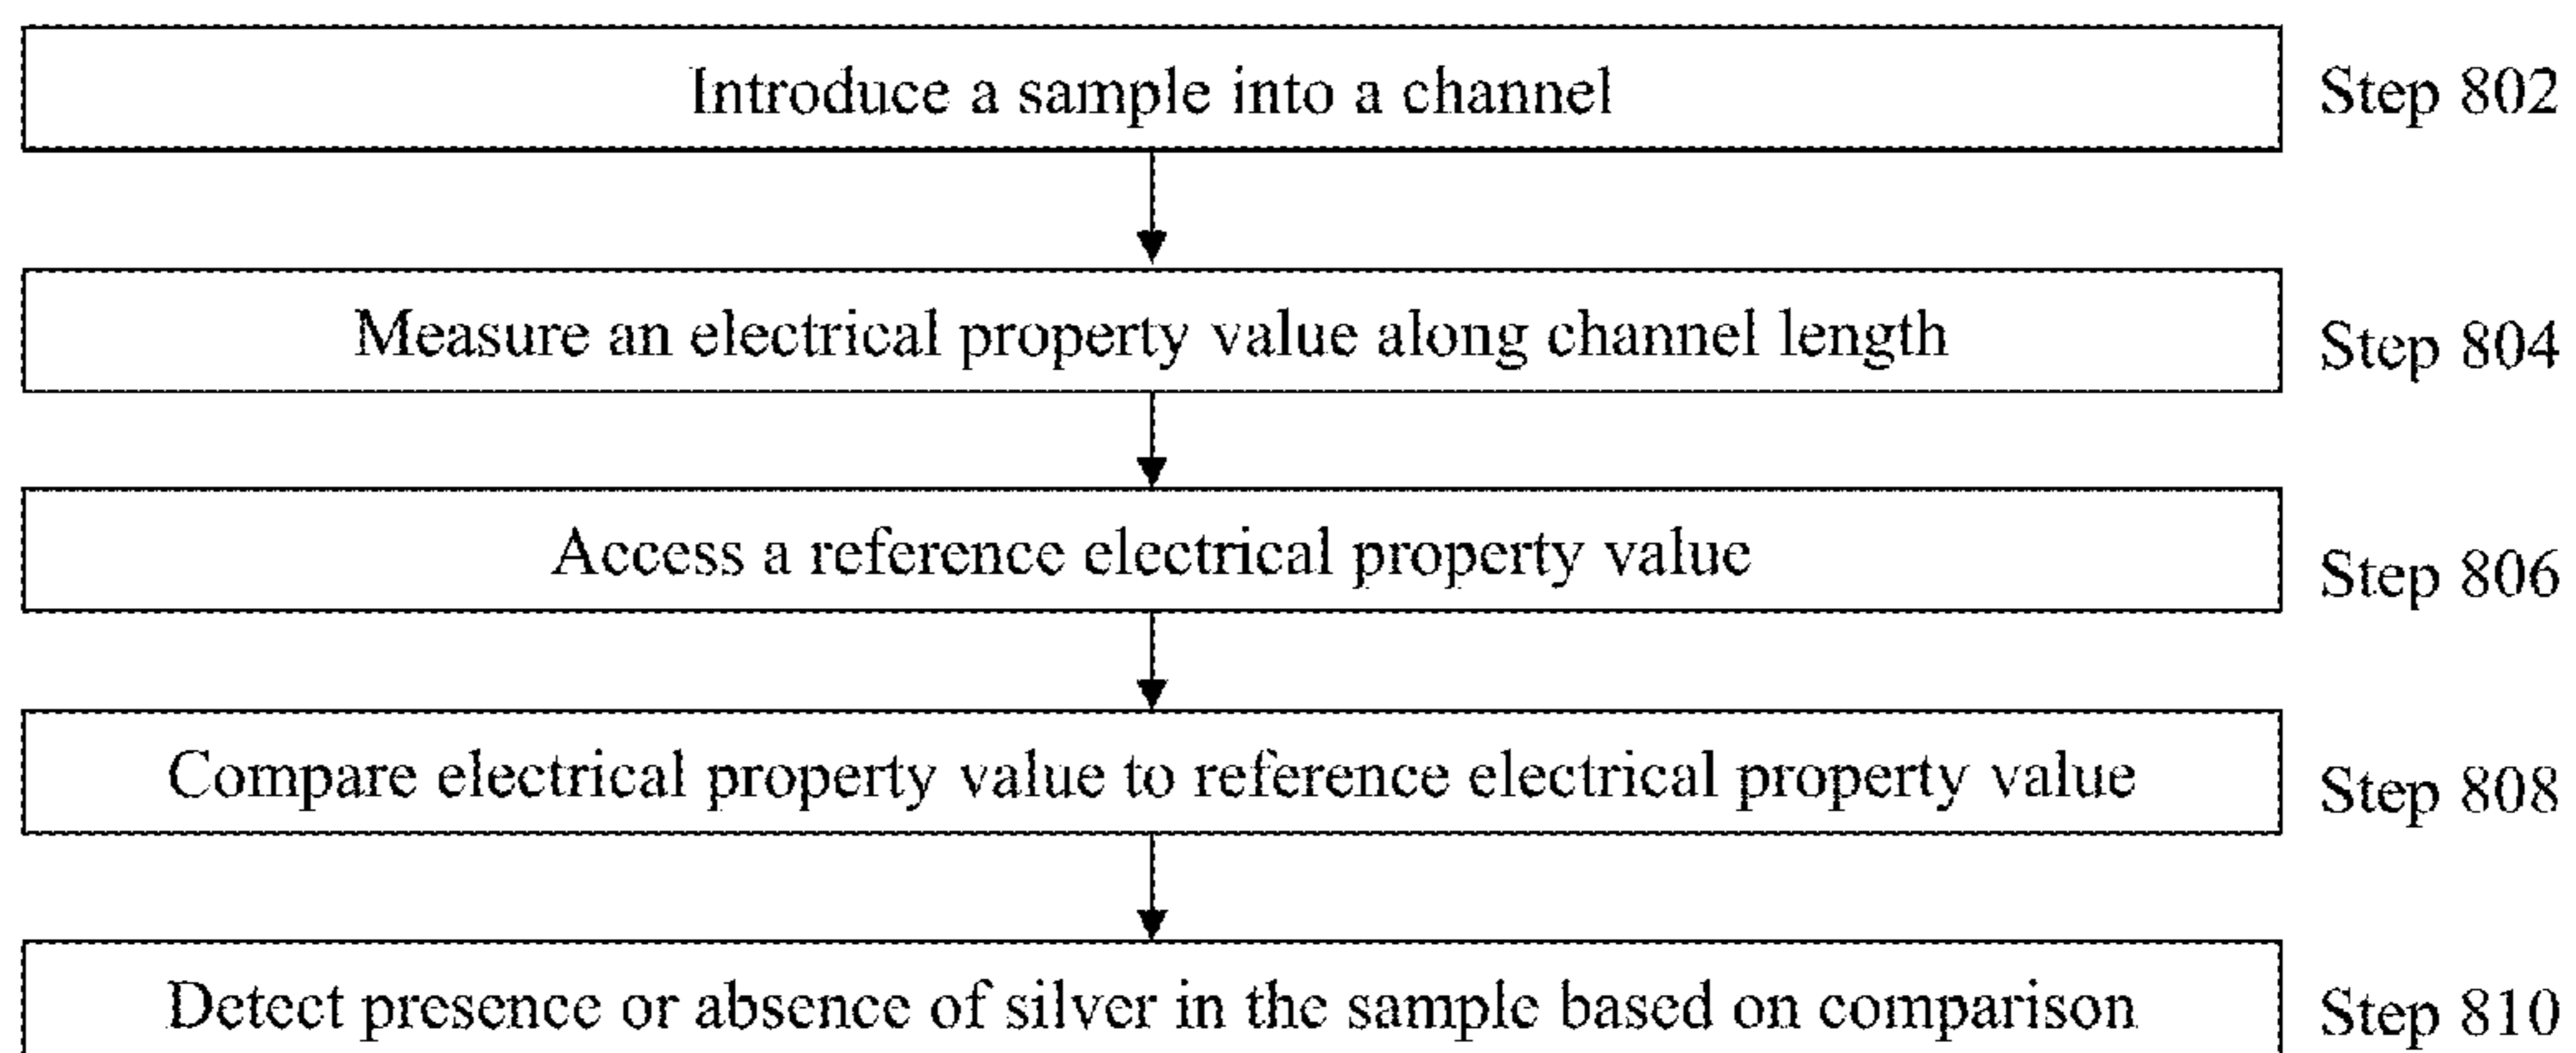 Introduce a sample into a channel Step 802
Measure an electrical property value along channel length Step 804
Access a reference electrical property value Step 806
Compare electrical property value to reference electrical property value Step 808
Detect presence or absence of silver in the sample based on comparison Step 810